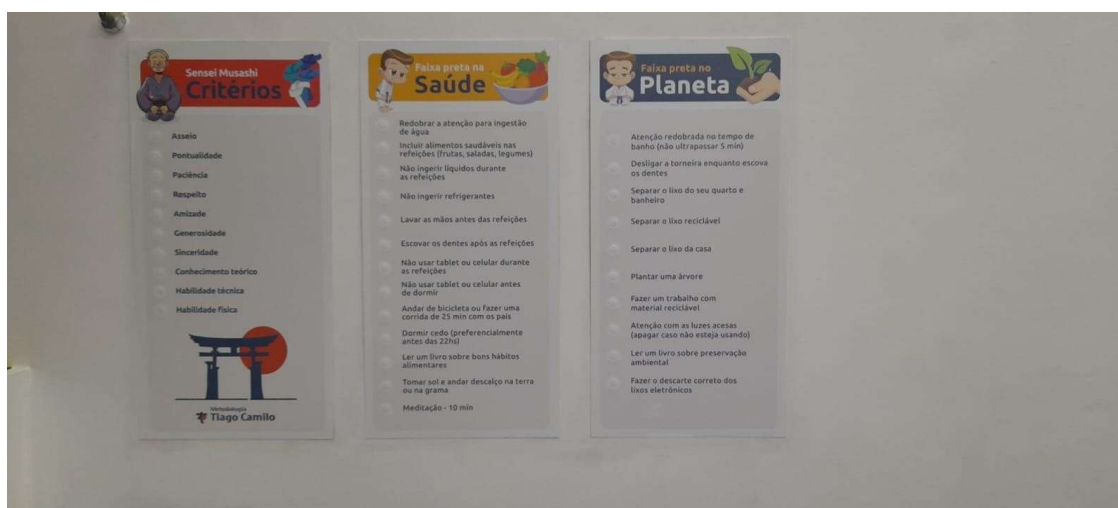 Sensei Musashi
Critérios
Asseio
Pontualidade
Paciência
Respeito
Amizade
Generosidade
Sinceridade
Conhecimento teórico
Habilidade técnica
Habilidade física
Metodologia
Tiago Camilo
Faixa preta na
Saúde
Redobrar a atenção para ingestão
de água
Incluir alimentos saudáveis nas
refeições (frutas, saladas, legumes)
Não ingerir líquidos durante
as refeições
Não ingerir refrigerantes
Lavar as mãos antes das refeições
Escovar os dentes após as refeições
Não usar tablet ou celular durante
as refeições
Não usar tablet ou celular antes
de dormir
Andar de bicicleta ou fazer uma
corrida de 25 min com os pais
Dormir cedo (preferencialmente
antes das 22hs)
Ler um livro sobre bons hábitos
alimentares
Tomar sol e andar descalço na terra
ou na grama
Meditação - 10 min
Faixa preta no
Planeta
Atenção redobrada no tempo de
banho (não ultrapassar 5 min)
Desligar a torneira enquanto escova
os dentes
Separar o lixo do seu quarto e
banheiro
Separar o lixo reciclável
Separar o lixo da casa
Plantar uma árvore
Fazer um trabalho com
material reciclável
Atenção com as luzes acesas
(apagar caso não esteja usando)
Ler um livro sobre preservação
ambiental
Fazer o descarte correto dos
lixos eletrônicos